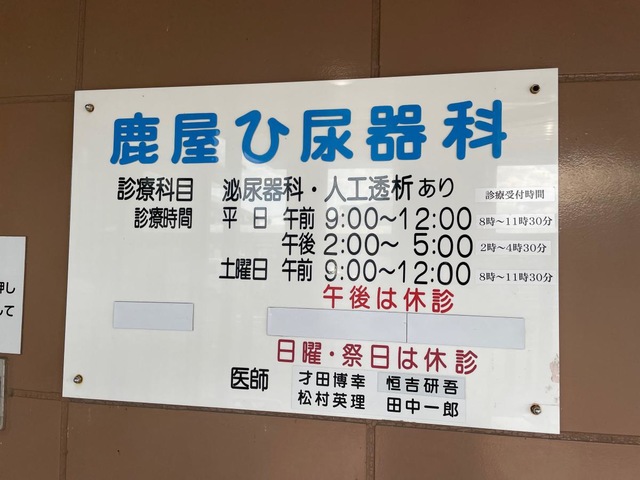 鹿屋ひ尿器科
診療科目 泌尿器科・人工透析あり 診療受付時間
診療時間 平日 午前 9:00～12:00 8時～11時30分
午後 2:00～ 5:00 2時～4時30分
土曜日 午前 9:00～12:00 8時～11時30分
午後は休診
日曜・祭日は休診
医師 才田博幸 恒吉研吾
松村英理 田中一郎
押し
して